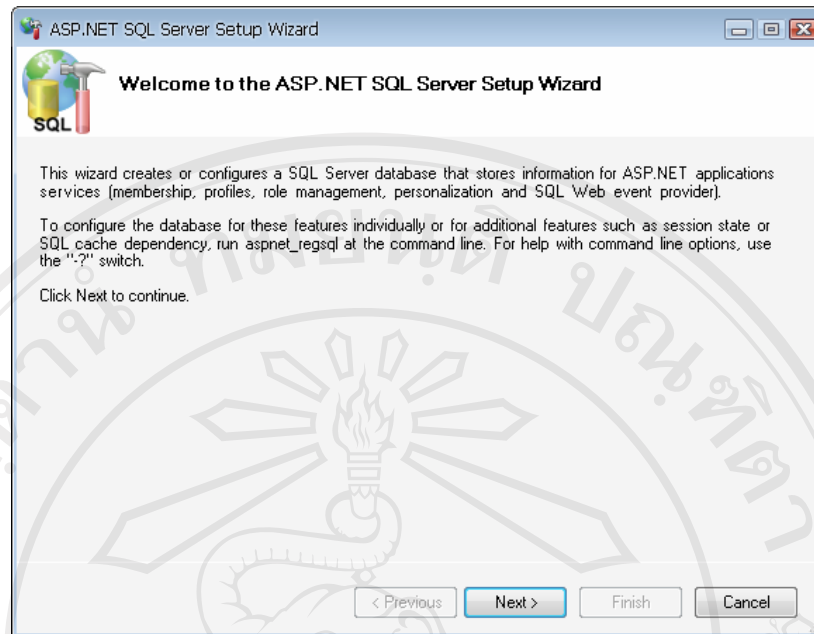 ASP.NET SQL Server Setup Wizard
SQL
Welcome to the ASP.NET SQL Server Setup Wizard
This wizard creates or configures a SQL Server database that stores information for ASP.NET applications
services (membership, profiles, role management, personalization and SQL Web event provider).
To configure the database for these features individually or for additional features such as session state or
SQL cache dependency, run aspnet_regsql at the command line. For help with command line options, use
the "-?" switch.
Click Next to continue.
< Previous
Next >
Finish
Cancel